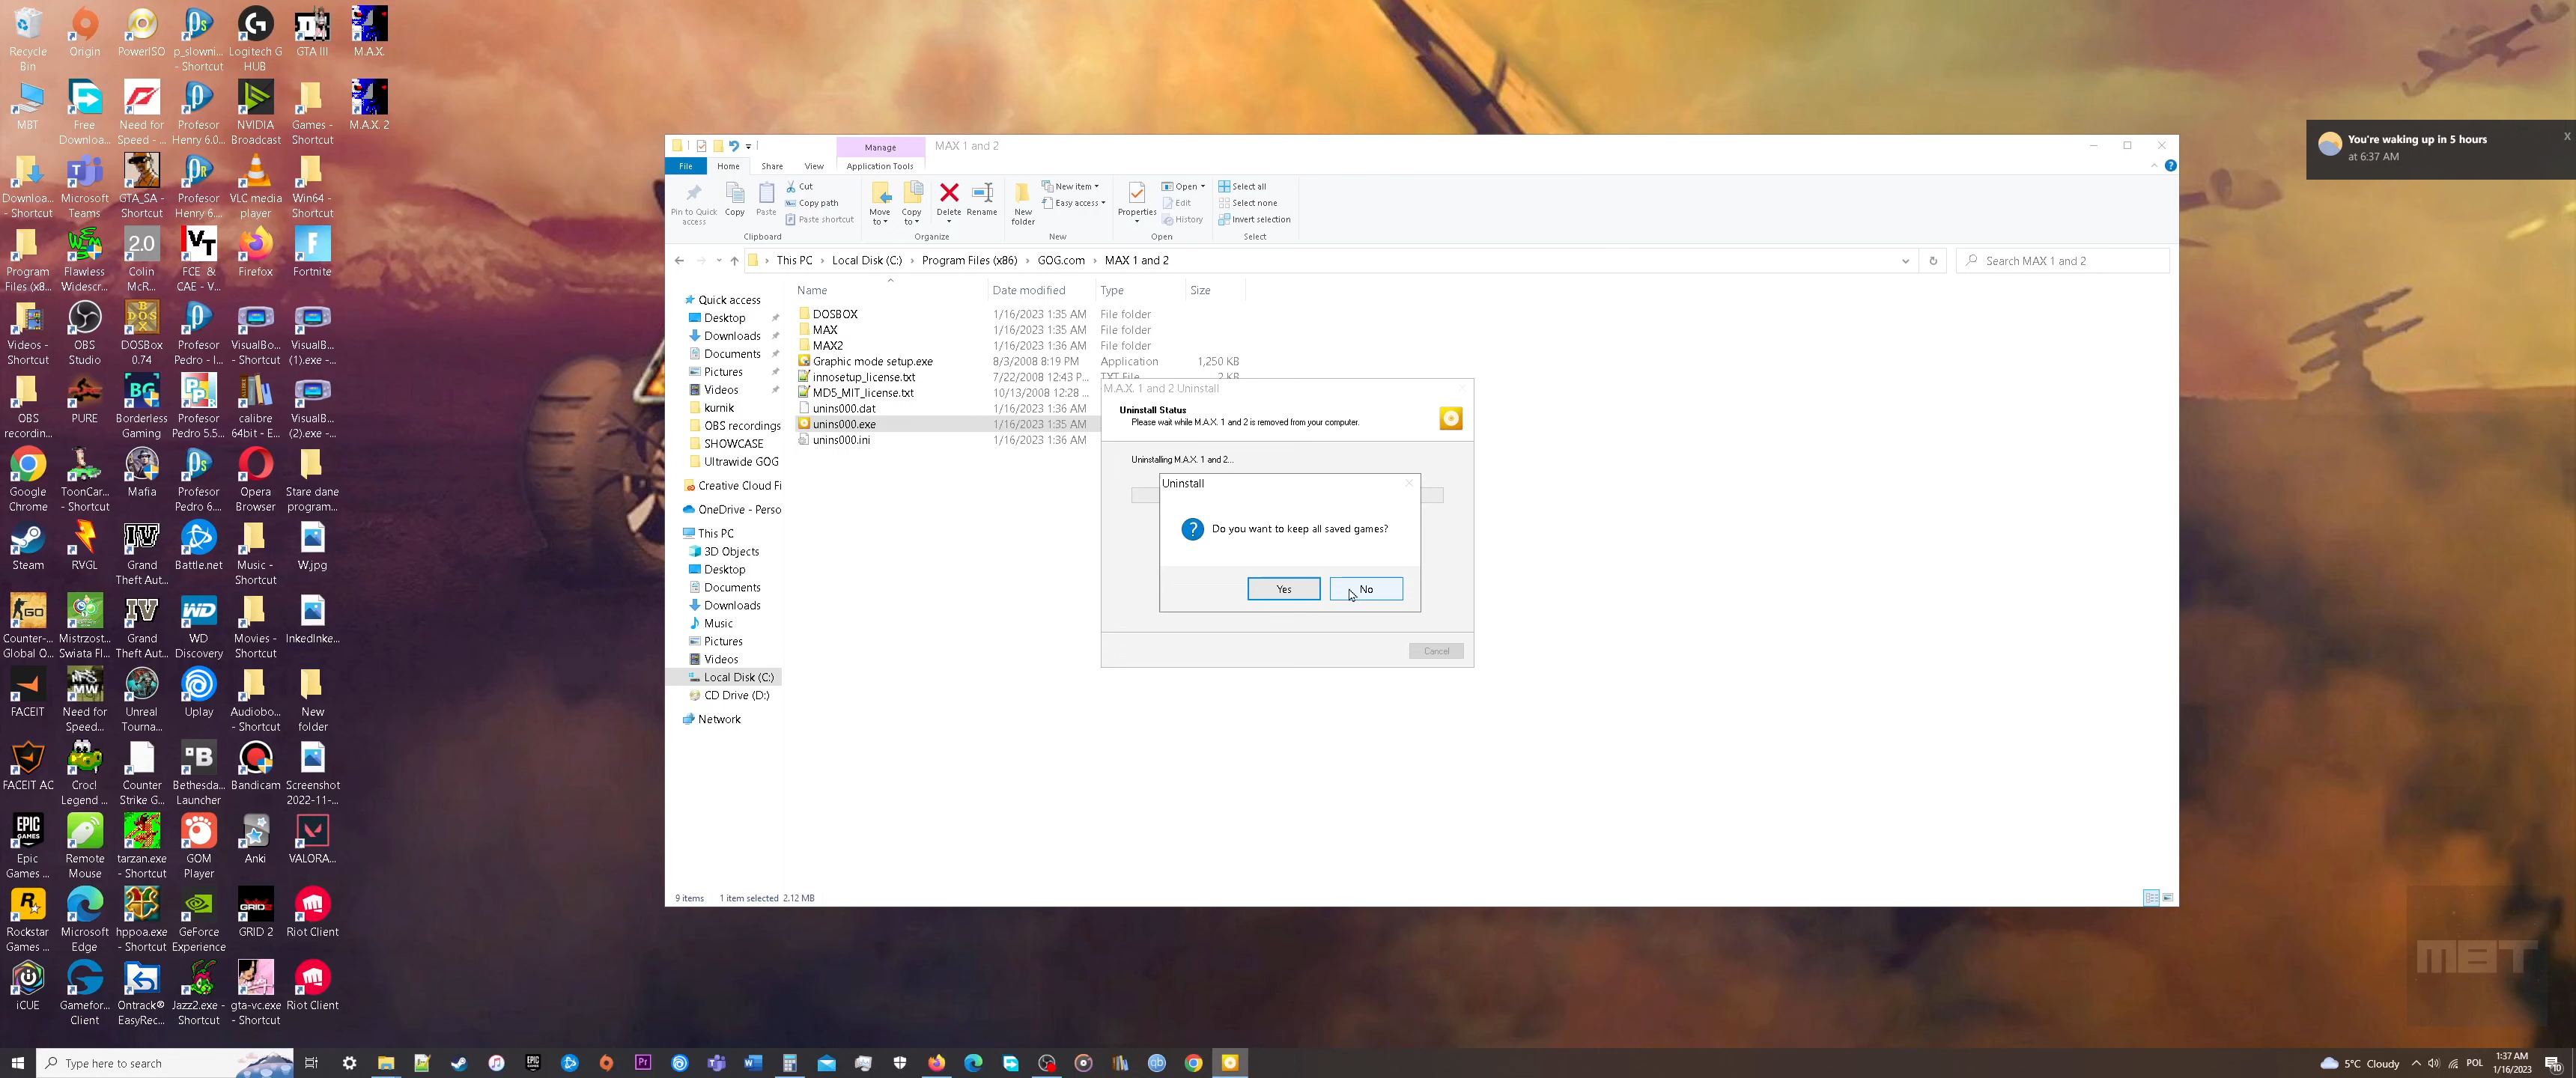 Recycle Bin
Origin
PowerISO
p_slowni... - Shortcut
Logitech G HUB
GTA III
M.A.X.
MBT
Free Downloa...
Need for Speed - ...
Profesor Henry 6.0...
NVIDIA Broadcast
Games - Shortcut
M.A.X. 2
Downloa... - Shortcut
Microsoft Teams
GTA_SA - Shortcut
Profesor Henry 6....
VLC media player
Win64 - Shortcut
Program Files (x8...
Flawless Widescr...
2.0
Colin McR...
FCE & CAE - V...
Firefox
Fortnite
Videos - Shortcut
OBS Studio
DOSBox 0.74
Profesor Pedro - I...
VisualBo... - Shortcut
VisualB... (1).exe -...
OBS recordin...
PURE
Borderless Gaming
Profesor Pedro 5.5...
calibre 64bit - E...
VisualB... (2).exe -...
Google Chrome
ToonCar... - Shortcut
Mafia
Profesor Pedro 6....
Opera Browser
Stare dane program...
Steam
RVGL
Grand Theft Aut...
Battle.net
Music - Shortcut
W.jpg
Counter-... Global O...
Mistrzost... Swiata FI...
Grand Theft Aut...
WD Discovery
Movies - Shortcut
InkedInke...
FACEIT
Need for Speed...
Unreal Tourna...
Uplay
Audiobo... - Shortcut
New folder
FACEIT AC
Croc! Legend ...
Counter Strike G...
Bethesda... Launcher
Bandicam
Screenshot 2022-11-...
Epic Games ...
Remote Mouse
tarzan.exe - Shortcut
GOM Player
Anki
VALORA...
Rockstar Games ...
Microsoft Edge
hppoa.exe - Shortcut
GeForce Experience
GRID 2
Riot Client
iCUE
Gamefor... Client
Ontrack® EasyRec...
Jazz2.exe - Shortcut
gta-vc.exe - Shortcut
Riot Client
Manage
MAX 1 and 2
File Home Share View Application Tools
Pin to Quick access
Copy
Paste
Cut
Copy path
Paste shortcut
Clipboard
Move to
Copy to
Delete
Rename
Organize
New folder
New item
Easy access
New
Properties
Open
Edit
History
Open
Select all
Select none
Invert selection
Select
This PC > Local Disk (C:) > Program Files (x86) > GOG.com > MAX 1 and 2
Search MAX 1 and 2
Quick access
Desktop
Downloads
Documents
Pictures
Videos
kurnik
OBS recordings
SHOWCASE
Ultrawide GOG
Creative Cloud Fi
OneDrive - Perso
This PC
3D Objects
Desktop
Documents
Downloads
Music
Pictures
Videos
Local Disk (C:)
CD Drive (D:)
Network
Name Date modified Type Size
DOSBOX 1/16/2023 1:35 AM File folder
MAX 1/16/2023 1:35 AM File folder
MAX2 1/16/2023 1:36 AM File folder
Graphic mode setup.exe 8/3/2008 8:19 PM Application 1,250 KB
innosetup_license.txt 7/22/2008 12:43 P... TXT File 2 KB
MD5_MIT_license.txt 10/13/2008 12:28 ...
unins000.dat 1/16/2023 1:36 AM
unins000.exe 1/16/2023 1:35 AM
unins000.ini 1/16/2023 1:36 AM
M.A.X. 1 and 2 Uninstall
Uninstall Status
Please wait while M.A.X. 1 and 2 is removed from your computer.
Uninstalling M.A.X. 1 and 2...
Uninstall
Do you want to keep all saved games?
Yes No
Cancel
9 items 1 item selected 2.12 MB
You're waking up in 5 hours
at 6:37 AM
MBT
Type here to search
5°C Cloudy
POL
1:37 AM
1/16/2023
10